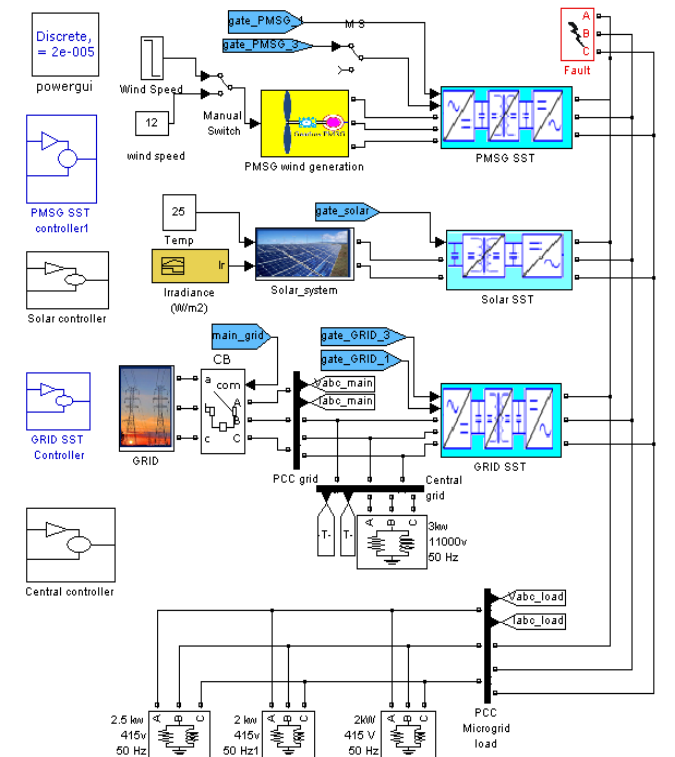 Discrete,
= 2e-005
powergui
gate_PMSG_1
M S
gate_PMSG_3
A
B
C
Fault
Wind Speed
12
wind speed
Manual
Switch
PMSG wind generation
PMSG SST
PMSG SST
controller1
25
Temp
gate_solar
Ir
Irradiance
(W/m2)
Solar_system
Solar SST
Solar controller
main_grid
CB
a
com
A
B
c
C
GRID
gate_GRID_3
gate_GRID_1
Vabc_main
Iabc_main
PCC grid
GRID SST
GRID SST
Controller
Central
grid
-T-
-T-
A
B
C
3kw
11000v
50 Hz
Central controller
Vabc_load
Iabc_load
PCC
Microgrid
load
2.5 kw
415v
50 Hz
A
B
C
2 kw
415v
50 Hz1
A
B
C
2kW
415 V
50 Hz
A
B
C